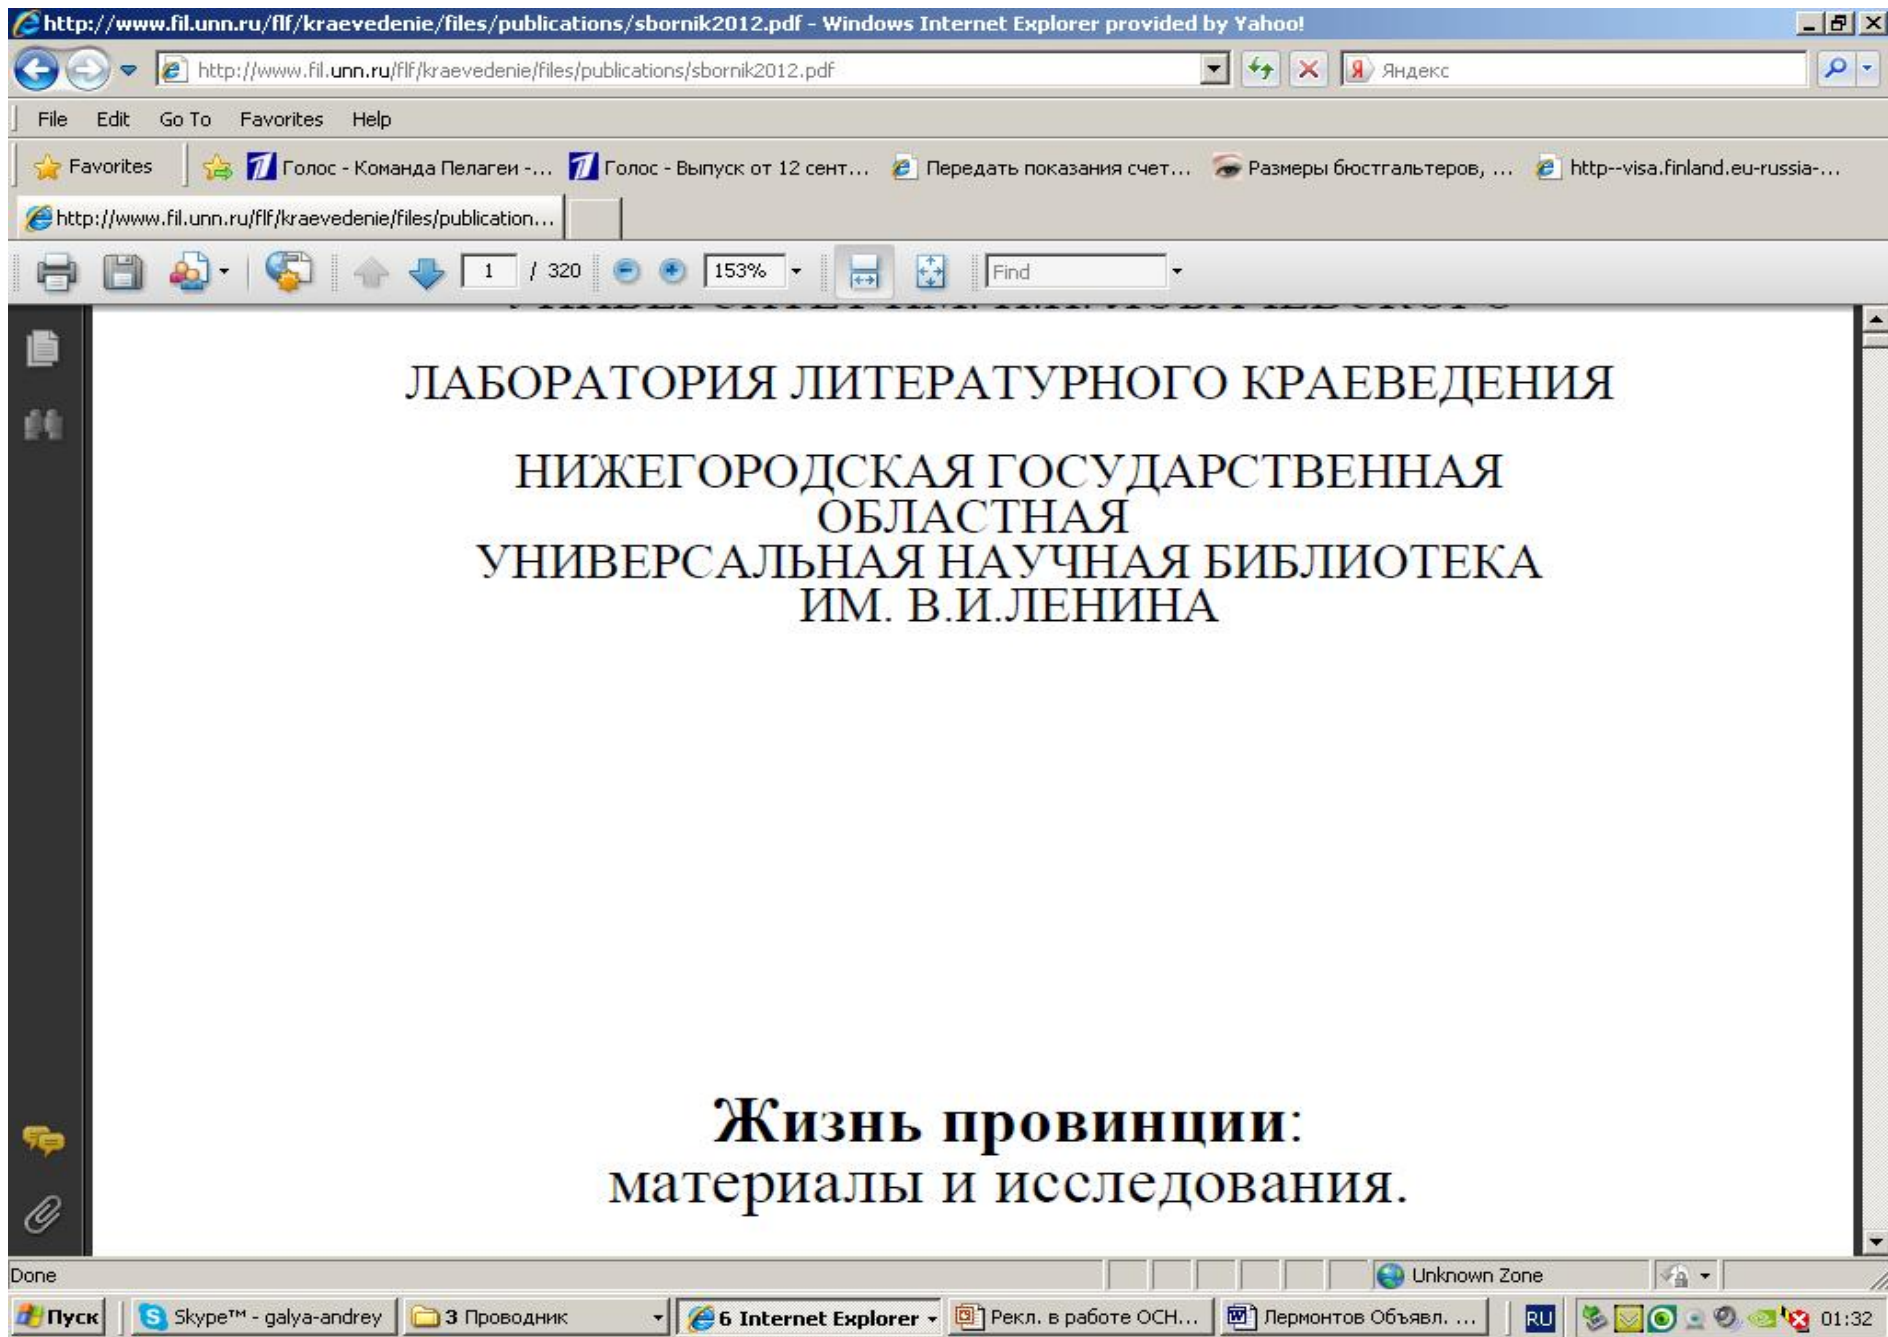 http://www.fil.unn.ru/flf/kraevedenie/files/publications/sbornik2012.pdf - Windows Internet Explorer provided by Yahoo!
http://www.fil.unn.ru/flf/kraevedenie/files/publications/sbornik2012.pdf Яндекс
File Edit Go To Favorites Help
Favorites Голос - Команда Пелагеи -... Голос - Выпуск от 12 сент... Передать показания счет... Размеры бюстгальтеров, ... http--visa.finland.eu-russia-...
http://www.fil.unn.ru/flf/kraevedenie/files/publication...
1 / 320 153% Find
УНИВЕРСИТЕТ ИМ. Н.И. ЛОБАЧЕВСКОГО
ЛАБОРАТОРИЯ ЛИТЕРАТУРНОГО КРАЕВЕДЕНИЯ
НИЖЕГОРОДСКАЯ ГОСУДАРСТВЕННАЯ
ОБЛАСТНАЯ
УНИВЕРСАЛЬНАЯ НАУЧНАЯ БИБЛИОТЕКА
ИМ. В.И.ЛЕНИНА
Жизнь провинции:
материалы и исследования.
Done Unknown Zone
Пуск Skype™ - galya-andrey 3 Проводник 6 Internet Explorer Рекл. в работе ОСН... Лермонтов Объявл. ... RU 01:32